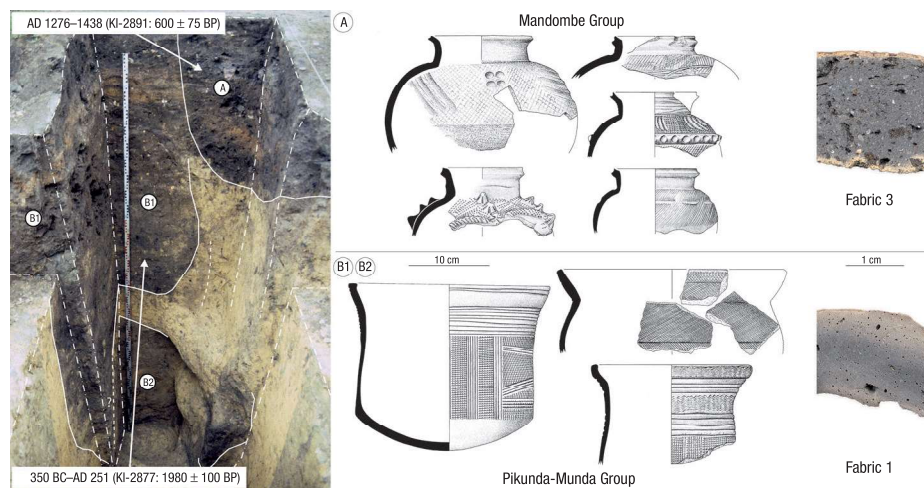 AD 1276–1438 (KI-2891: 600 ± 75 BP)
A
B1
B1
B2
?
350 BC–AD 251 (KI-2877: 1980 ± 100 BP)
A
Mandombe Group
Fabric 3
B1 B2
10 cm
1 cm
Pikunda-Munda Group
Fabric 1